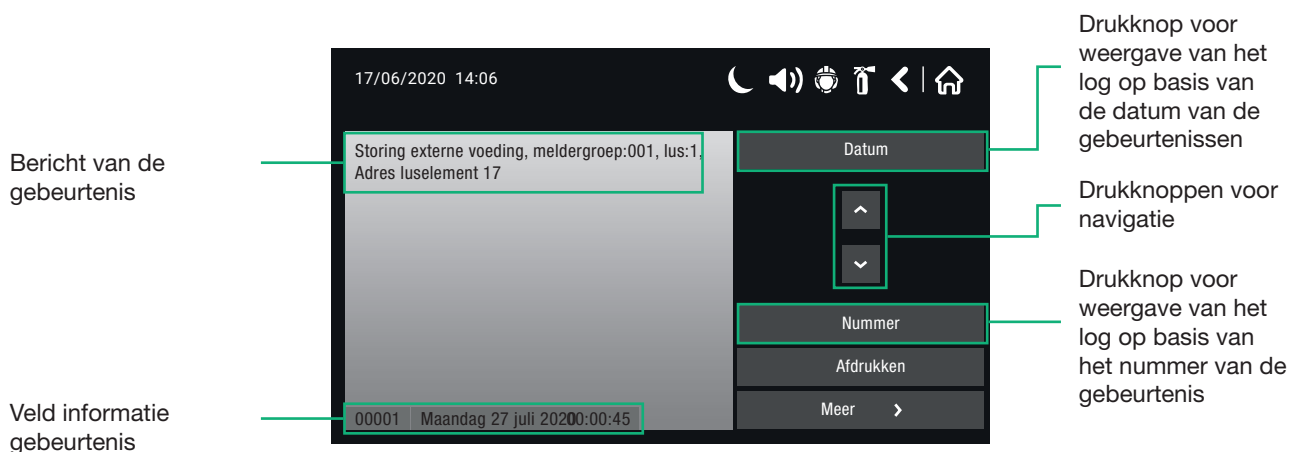 Drukknop voor
weergave van het
log op basis van
de datum van de
gebeurtenissen
17/06/2020 14:06
Bericht van de
gebeurtenis
Storing externe voeding, meldergroep:001, lus:1,
Adres luselement 17
Datum
Drukknoppen voor
navigatie
Drukknop voor
weergave van het
log op basis van
het nummer van de
gebeurtenis
Nummer
Afdrukken
Meer
Veld informatie
gebeurtenis
00001 Maandag 27 juli 2020 00:00:45